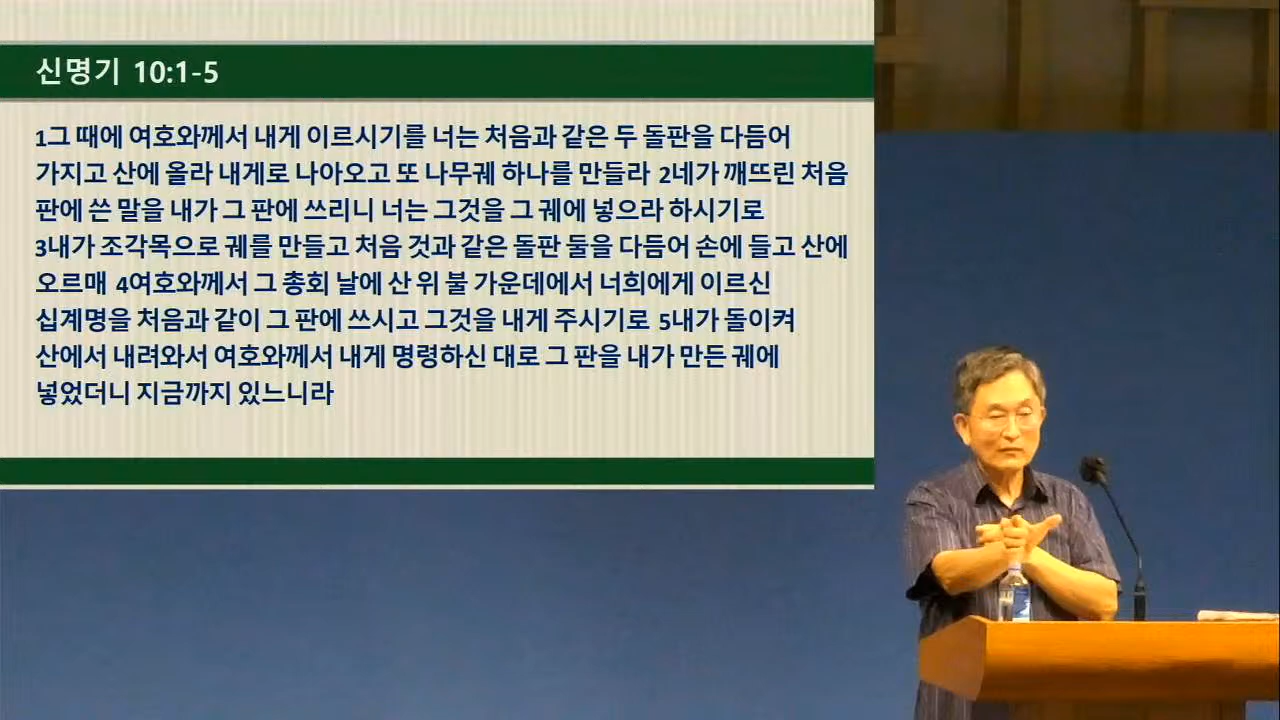 신명기 10:1-5
1그 때에 여호와께서 내게 이르시기를 너는 처음과 같은 두 돌판을 다듬어
가지고 산에 올라 내게로 나아오고 또 나무궤 하나를 만들라 2네가 깨뜨린 처음
판에 쓴 말을 내가 그 판에 쓰리니 너는 그것을 그 궤에 넣으라 하시기로
3내가 조각목으로 궤를 만들고 처음 것과 같은 돌판 둘을 다듬어 손에 들고 산에
오르매 4여호와께서 그 총회 날에 산 위 불 가운데에서 너희에게 이르신
십계명을 처음과 같이 그 판에 쓰시고 그것을 내게 주시기로 5내가 돌이켜
산에서 내려와서 여호와께서 내게 명령하신 대로 그 판을 내가 만든 궤에
넣었더니 지금까지 있느니라